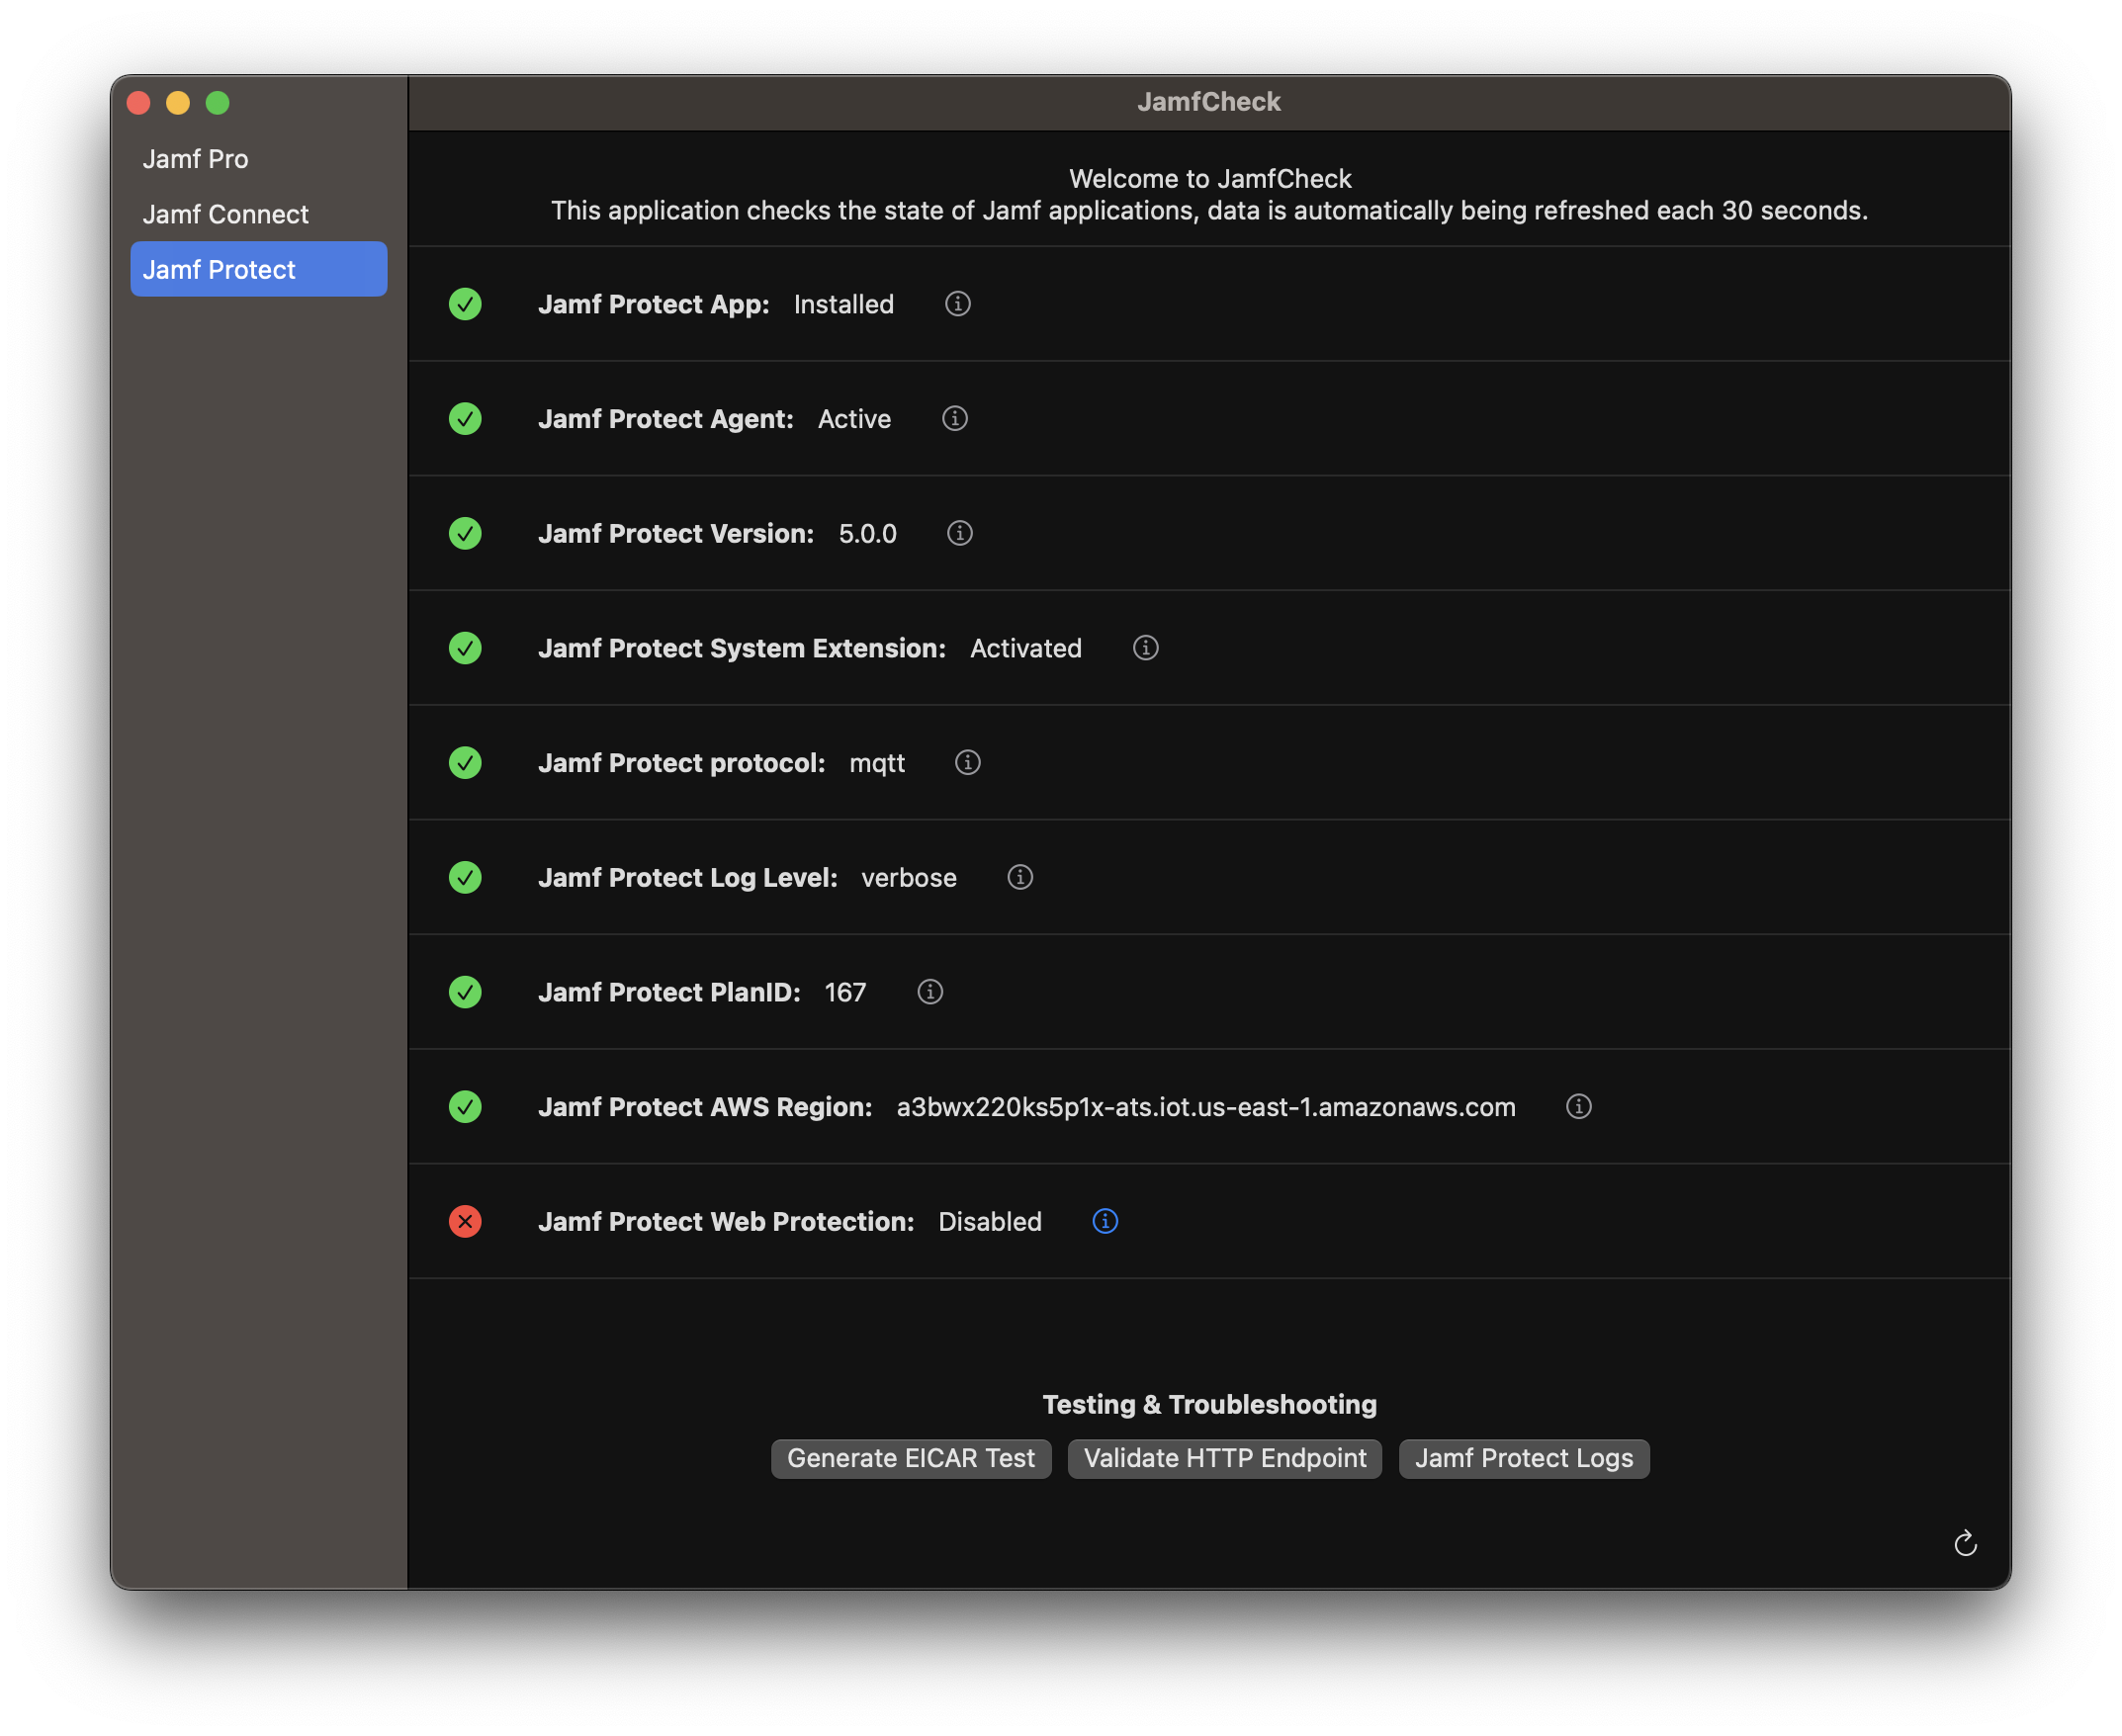 JamfCheck
Jamf Pro
Jamf Connect
Jamf Protect
Welcome to JamfCheck
This application checks the state of Jamf applications, data is automatically being refreshed each 30 seconds.
Jamf Protect App: Installed
Jamf Protect Agent: Active
Jamf Protect Version: 5.0.0
Jamf Protect System Extension: Activated
Jamf Protect protocol: mqtt
Jamf Protect Log Level: verbose
Jamf Protect PlanID: 167
Jamf Protect AWS Region: a3bwx220ks5p1x-ats.iot.us-east-1.amazonaws.com
Jamf Protect Web Protection: Disabled
Testing & Troubleshooting
Generate EICAR Test Validate HTTP Endpoint Jamf Protect Logs